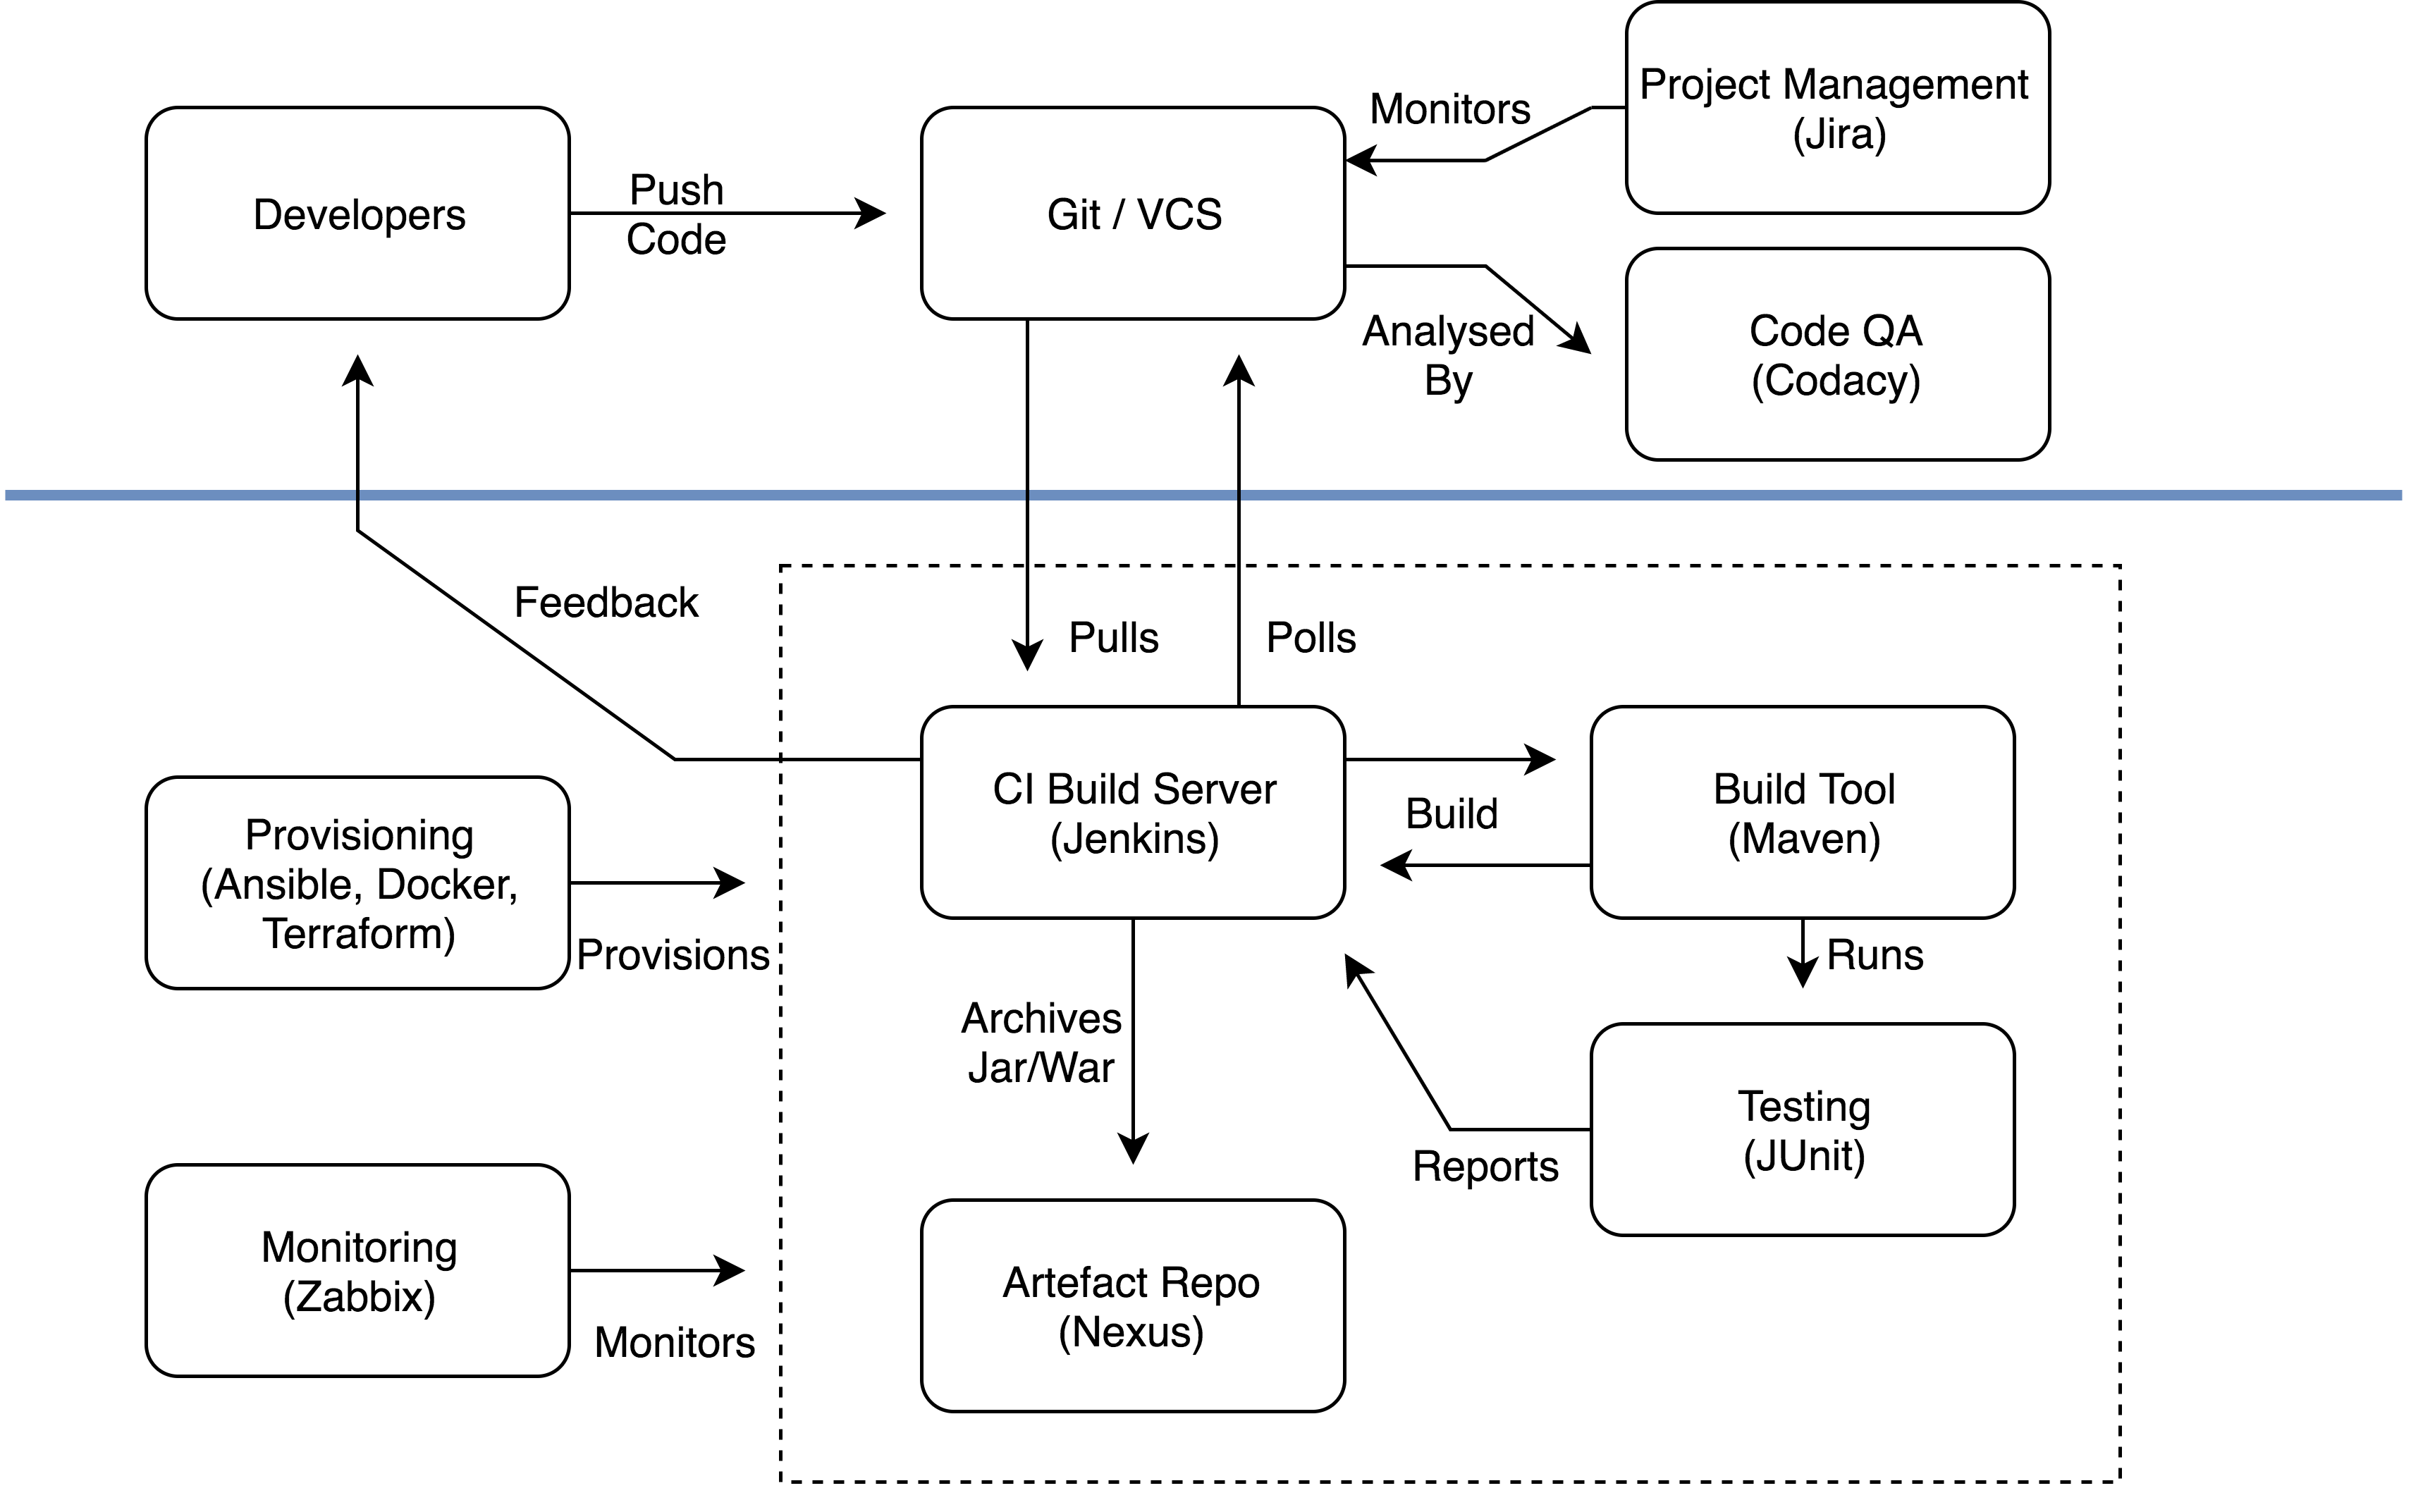 Project Management
(Jira)
Monitors
Developers
Push
Code
Git / VCS
Analysed
By
Code QA
(Codacy)
Feedback
Pulls
Polls
CI Build Server
(Jenkins)
Build
Build Tool
(Maven)
Provisioning
(Ansible, Docker,
Terraform)
Provisions
Runs
Archives
Jar/War
Testing
(JUnit)
Reports
Monitoring
(Zabbix)
Monitors
Artefact Repo
(Nexus)